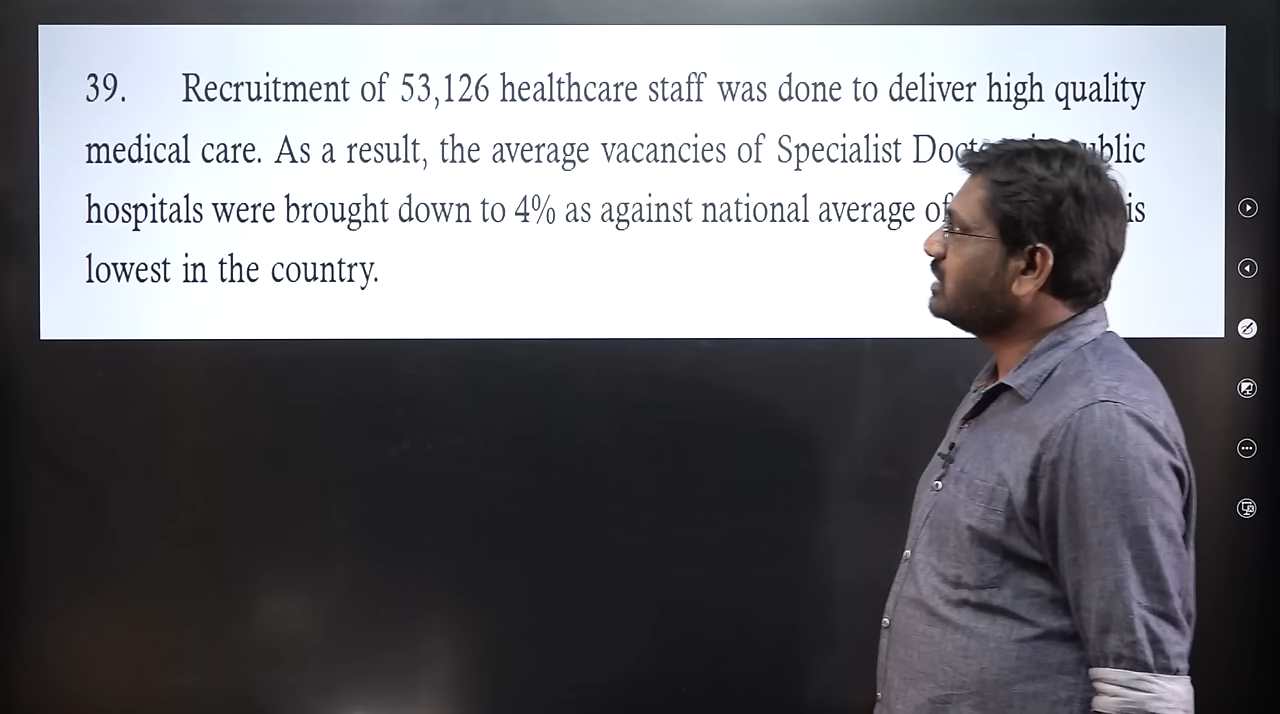 39. Recruitment of 53,126 healthcare staff was done to deliver high quality
medical care. As a result, the average vacancies of Specialist
hospitals were brought down to 4% as against national average of is
lowest in the country.